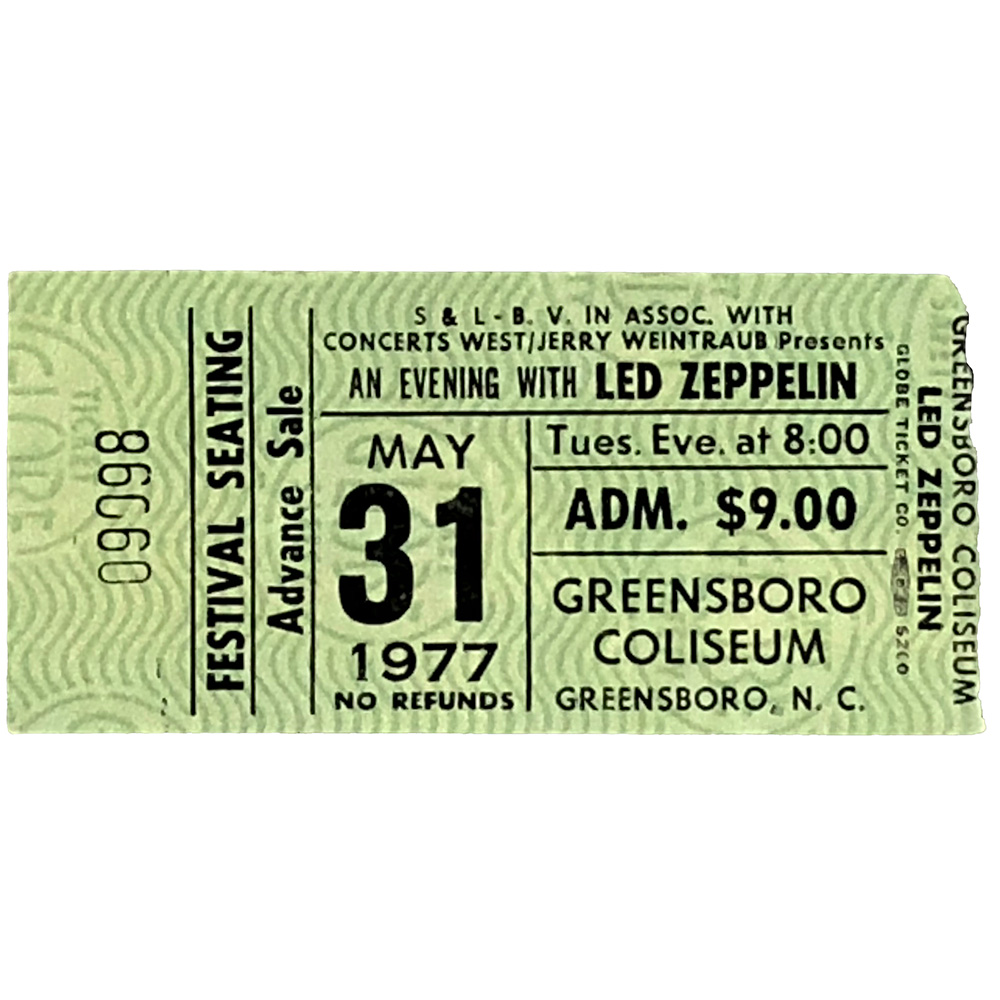 09098
FESTIVAL SEATING
Advance Sale
S & L - B. V. IN ASSOC. WITH
CONCERTS WEST/JERRY WEINTRAUB Presents
AN EVENING WITH LED ZEPPELIN
MAY
31
1977
NO REFUNDS
Tues. Eve. at 8:00
ADM. $9.00
GREENSBORO
COLISEUM
GREENSBORO, N. C.
GLOBE TICKET CO.
LED ZEPPELIN
GREENSBORO COLISEUM